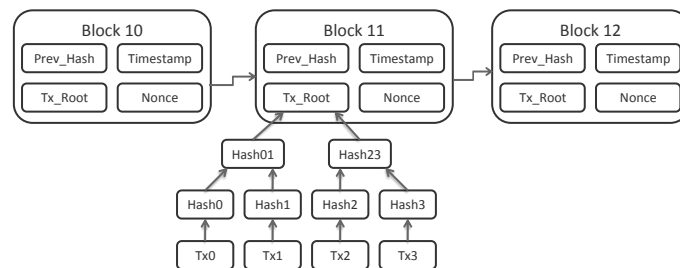 Block 10
Block 11
Block 12
Prev_Hash
Timestamp
Prev_Hash
Timestamp
Prev_Hash
Timestamp
Tx_Root
Nonce
Tx_Root
Nonce
Tx_Root
Nonce
Hash01
Hash23
Hash0
Hash1
Hash2
Hash3
Tx0
Tx1
Tx2
Tx3